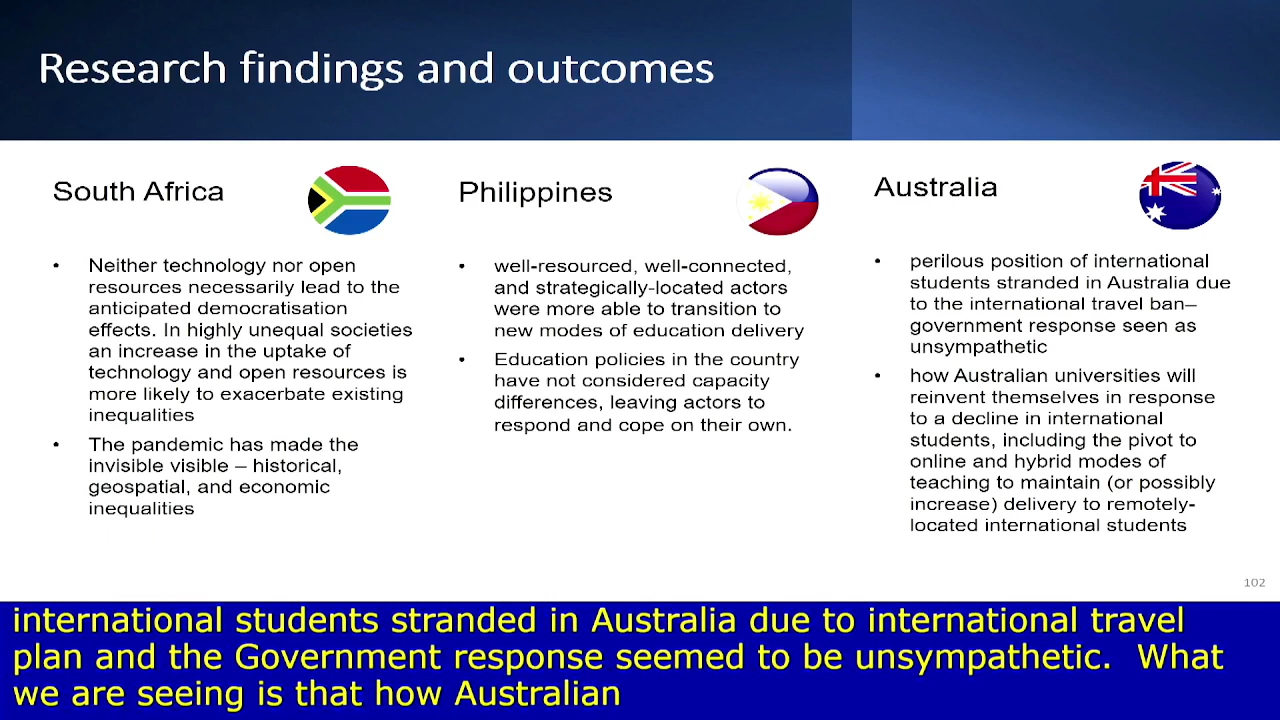 Research findings and outcomes
South Africa
• Neither technology nor open
resources necessarily lead to the
anticipated democratisation
effects. In highly unequal societies
an increase in the uptake of
technology and open resources is
more likely to exacerbate existing
inequalities
• The pandemic has made the
invisible visible – historical,
geospatial, and economic
inequalities
Philippines
• well-resourced, well-connected,
and strategically-located actors
were more able to transition to
new modes of education delivery
• Education policies in the country
have not considered capacity
differences, leaving actors to
respond and cope on their own.
Australia
• perilous position of international
students stranded in Australia due
to the international travel ban–
government response seen as
unsympathetic
• how Australian universities will
reinvent themselves in response
to a decline in international
students, including the pivot to
online and hybrid modes of
teaching to maintain (or possibly
increase) delivery to remotely-
located international students
102
international students stranded in Australia due to international travel
plan and the Government response seemed to be unsympathetic. What
we are seeing is that how Australian